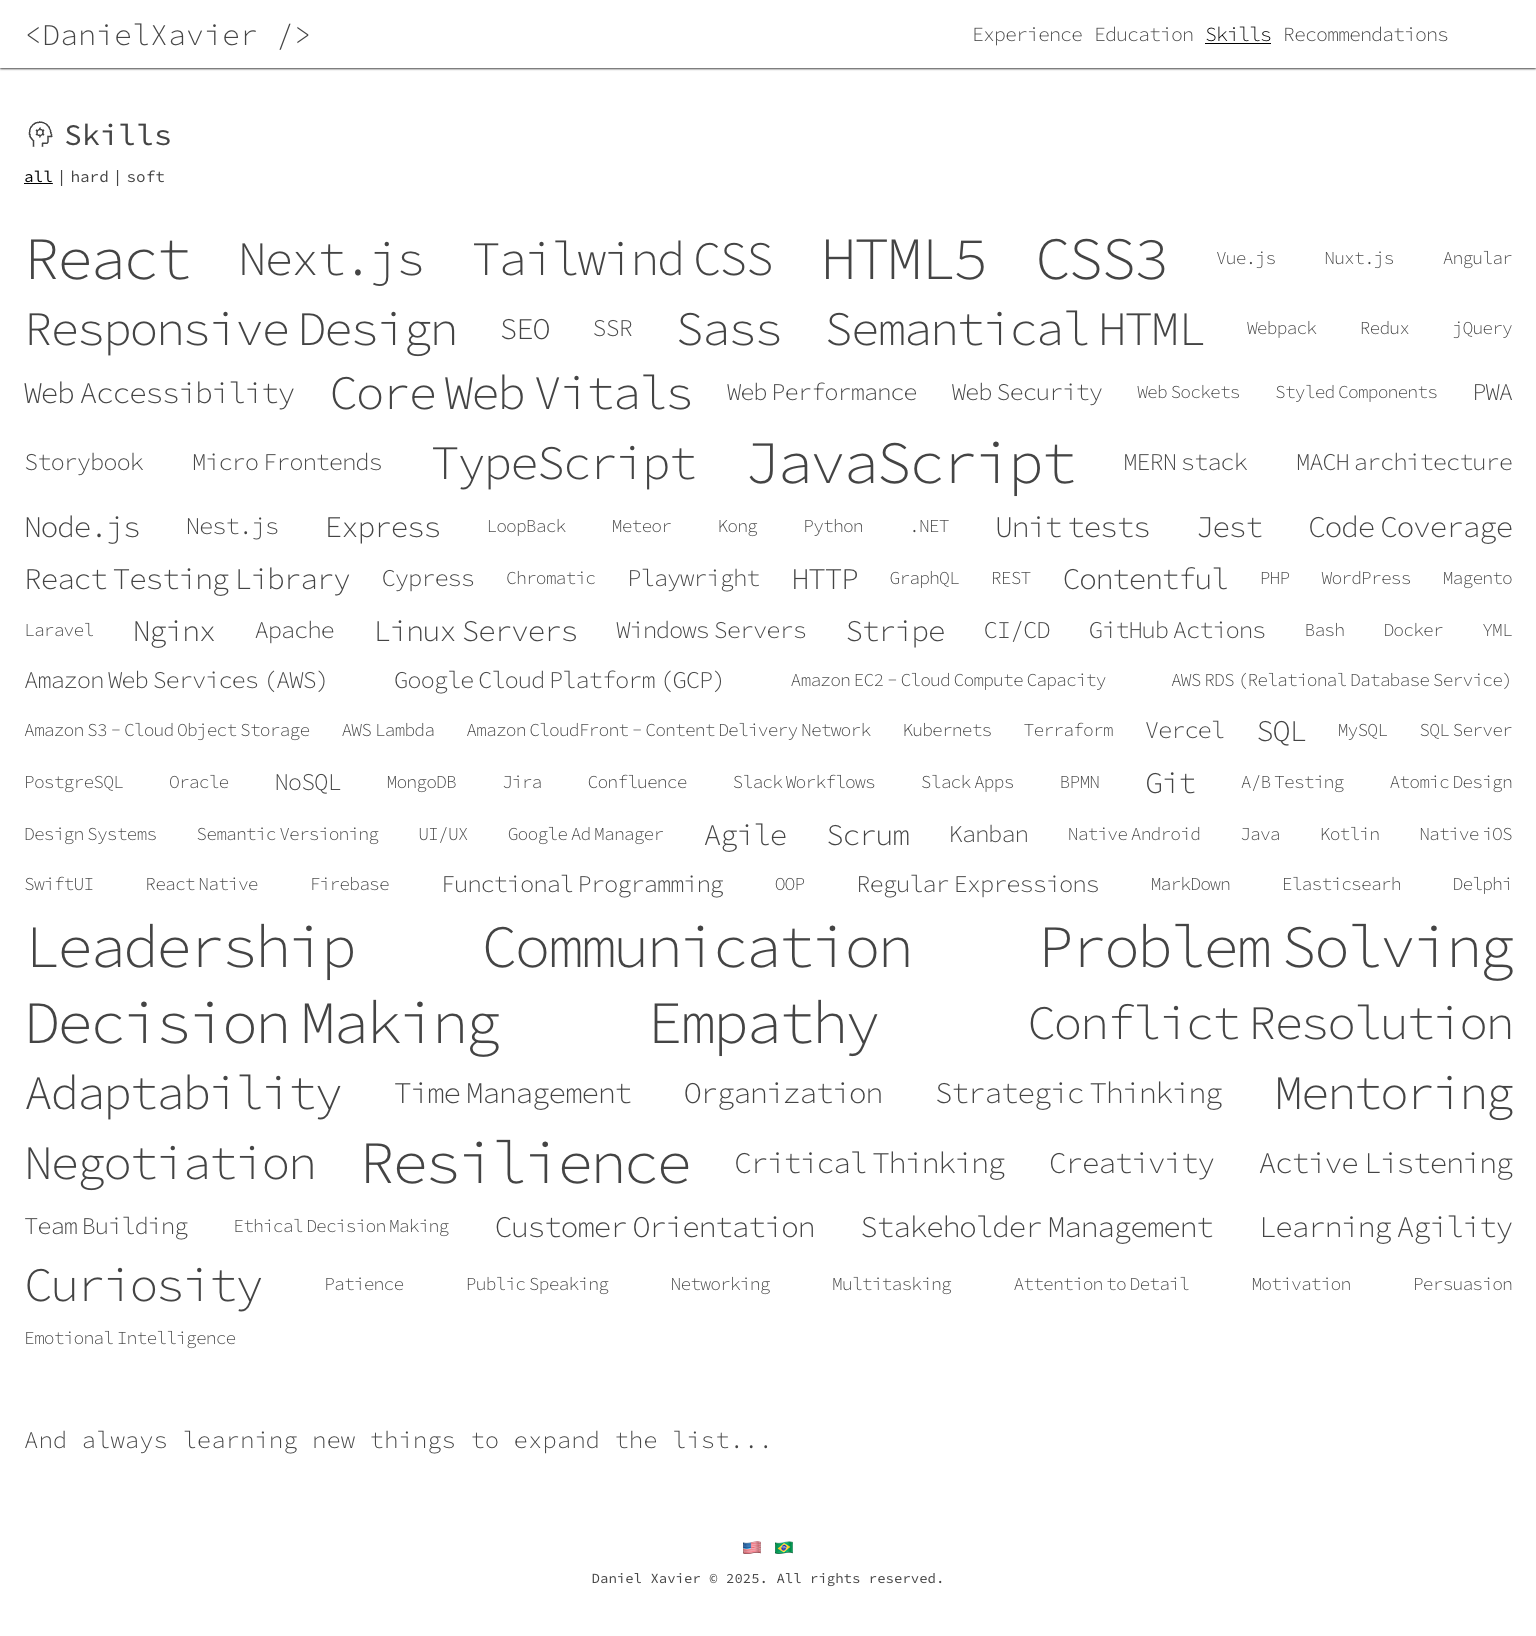 <DanielXavier />
Experience Education Skills Recommendations
Skills
all | hard | soft
React Next.js Tailwind CSS HTML5 CSS3 Vue.js Nuxt.js Angular
Responsive Design SEO SSR Sass Semantical HTML Webpack Redux jQuery
Web Accessibility Core Web Vitals Web Performance Web Security Web Sockets Styled Components PWA
Storybook Micro Frontends TypeScript JavaScript MERN stack MACH architecture
Node.js Nest.js Express LoopBack Meteor Kong Python .NET Unit tests Jest Code Coverage
React Testing Library Cypress Chromatic Playwright HTTP GraphQL REST Contentful PHP WordPress Magento
Laravel Nginx Apache Linux Servers Windows Servers Stripe CI/CD GitHub Actions Bash Docker YML
Amazon Web Services (AWS) Google Cloud Platform (GCP) Amazon EC2 - Cloud Compute Capacity AWS RDS (Relational Database Service)
Amazon S3 - Cloud Object Storage AWS Lambda Amazon CloudFront - Content Delivery Network Kubernets Terraform Vercel SQL MySQL SQL Server
PostgreSQL Oracle NoSQL MongoDB Jira Confluence Slack Workflows Slack Apps BPMN Git A/B Testing Atomic Design
Design Systems Semantic Versioning UI/UX Google Ad Manager Agile Scrum Kanban Native Android Java Kotlin Native iOS
SwiftUI React Native Firebase Functional Programming OOP Regular Expressions MarkDown Elasticsearh Delphi
Leadership Communication Problem Solving
Decision Making Empathy Conflict Resolution
Adaptability Time Management Organization Strategic Thinking Mentoring
Negotiation Resilience Critical Thinking Creativity Active Listening
Team Building Ethical Decision Making Customer Orientation Stakeholder Management Learning Agility
Curiosity Patience Public Speaking Networking Multitasking Attention to Detail Motivation Persuasion
Emotional Intelligence
And always learning new things to expand the list...
Daniel Xavier © 2025. All rights reserved.